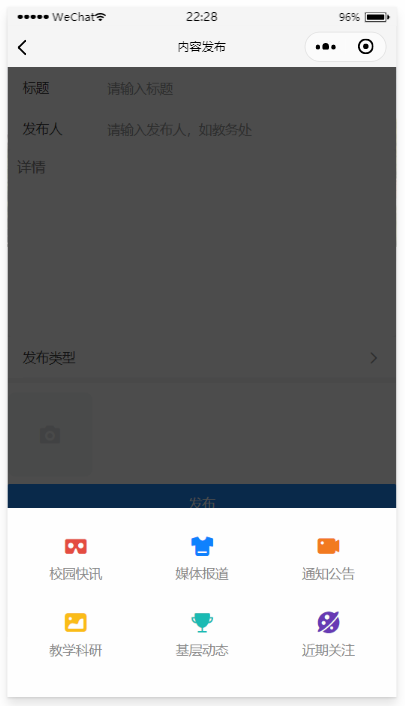 ●●●●● WeChat 22:28 96%
内容发布
标题 请输入标题
发布人 请输入发布人，如教务处
详情
发布类型
发布
校园快讯 媒体报道 通知公告
教学科研 基层动态 近期关注